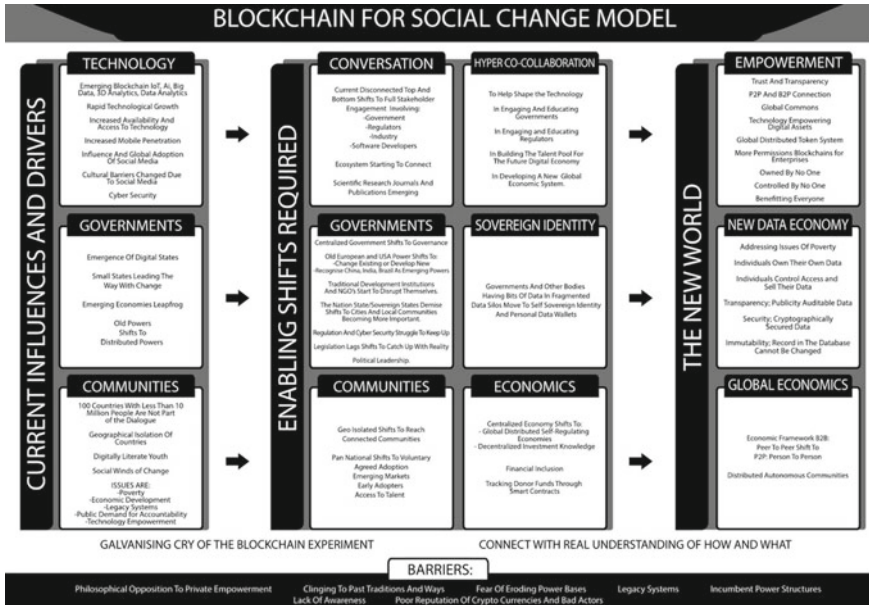 BLOCKCHAIN FOR SOCIAL CHANGE MODEL
CURRENT INFLUENCES AND DRIVERS
TECHNOLOGY
Emerging Blockchain IoT, Ai, Big
Data, 3D Analytics, Data Analytics
Rapid Technological Growth
Increased Availability And
Access To Technology
Increased Mobile Penetration
Influence And Global Adoption
Of Social Media
Cultural Barriers Changed Due
To Social Media
Cyber Security
GOVERNMENTS
Emergence Of Digital States
Small States Leading The
Way With Change
Emerging Economies Leapfrog
Old Powers
Shifts To
Distributed Powers
COMMUNITIES
100 Countries With Less Than 10
Million People Are Not Part
of the Dialogue
Geographical Isolation Of
Countries
Digitally Literate Youth
Social Winds of Change
ISSUES ARE:
-Poverty
-Economic Development
-Legacy Systems
-Public Demand for Accountability
-Technology Empowerment
ENABLING SHIFTS REQUIRED
CONVERSATION
Current Disconnected Top And
Bottom Shifts To Full Stakeholder
Engagement. Involving:
-Government
-Regulators
-Industry
-Software Developers
Ecosystem Starting To Connect
Scientific Research Journals And
Publications Emerging
HYPER CO-COLLABORATION
To Help Shape the Technology
In Engaging And Educating
Governments
In Engaging and Educating
Regulators
In Building The Talent Pool For
The Future Digital Economy
In Developing A New Global
Economic System.
GOVERNMENTS
Centralized Government Shifts To Governance
Old European and USA Power Shifts To:
-Change Existing or Develop New
-Recognise China, India, Brazil As Emerging Powers
Traditional Development Institutions
And NGO's Start To Disrupt Themselves.
The Nation State/Sovereign States Demise
Shifts To Cities And Local Communities
Becoming More Important.
Regulation And Cyber Security Struggle To Keep Up
Legislation Lags Shifts To Catch Up With Reality
Political Leadership.
SOVEREIGN IDENTITY
Governments And Other Bodies
Having Bits Of Data In Fragmented
Data Silos Move To Self Sovereign Identity
And Personal Data Wallets
COMMUNITIES
Geo Isolated Shifts To Reach
Connected Communities
Pan National Shifts To Voluntary
Agreed Adoption
Emerging Markets
Early Adopters
Access To Talent
ECONOMICS
Centralized Economy Shifts To:
- Global Distributed Self-Regulating
Economies
- Decentralized Investment Knowledge
Financial Inclusion
Tracking Donor Funds Through
Smart Contracts
THE NEW WORLD
EMPOWERMENT
Trust And Transparency
P2P And B2P Connection
Global Commons
Technology Empowering
Digital Assets
Global Distributed Token System
More Permissions Blockchains for
Enterprises
Owned By No One
Controlled By No One
Benefitting Everyone
NEW DATA ECONOMY
Addressing Issues Of Poverty
Individuals Own Their Own Data
Individuals Control Access and
Sell Their Data
Transparency; Publicity Auditable Data
Security; Cryptographically
Secured Data
Immutability; Record in The Database
Cannot Be Changed
GLOBAL ECONOMICS
Economic Framework B2B:
Peer To Peer Shift To
P2P: Person To Person
Distributed Autonomous Communities
GALVANISING CRY OF THE BLOCKCHAIN EXPERIMENT
CONNECT WITH REAL UNDERSTANDING OF HOW AND WHAT
BARRIERS:
Philosophical Opposition To Private Empowerment Clinging To Past Traditions And Ways Fear Of Eroding Power Bases Legacy Systems Incumbent Power Structures
Lack Of Awareness Poor Reputation Of Crypto Currencies And Bad Actors